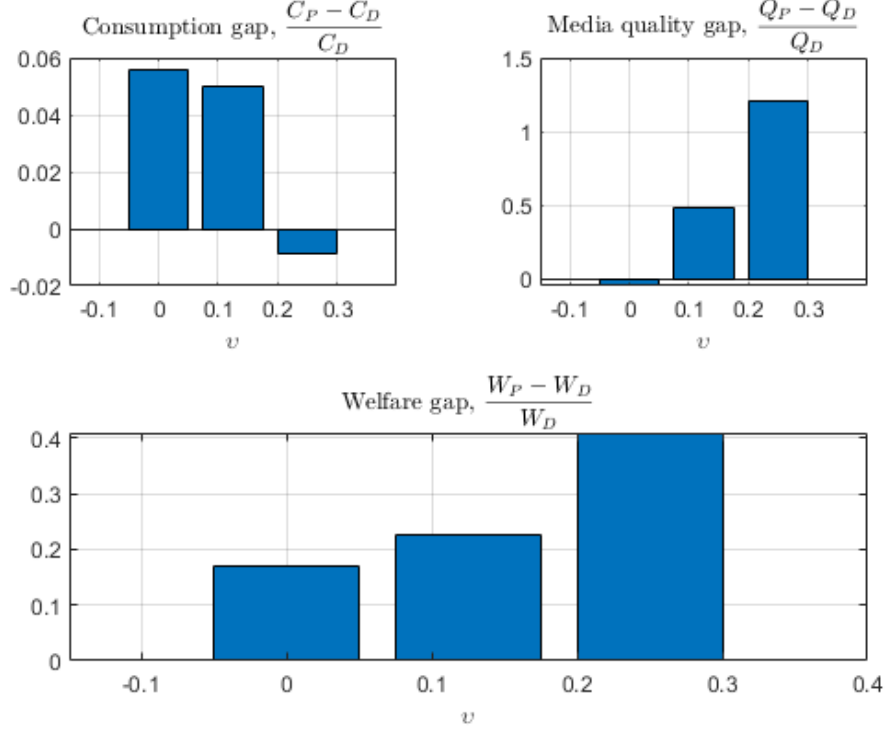 Consumption gap, \frac{C_P - C_D}{C_D}
0.06
0.04
0.02
0
-0.02
-0.1 0 0.1 0.2 0.3
υ
Media quality gap, \frac{Q_P - Q_D}{Q_D}
1.5
1
0.5
0
-0.1 0 0.1 0.2 0.3
υ
Welfare gap, \frac{W_P - W_D}{W_D}
0.4
0.3
0.2
0.1
0
-0.1 0 0.1 0.2 0.3 0.4
υ